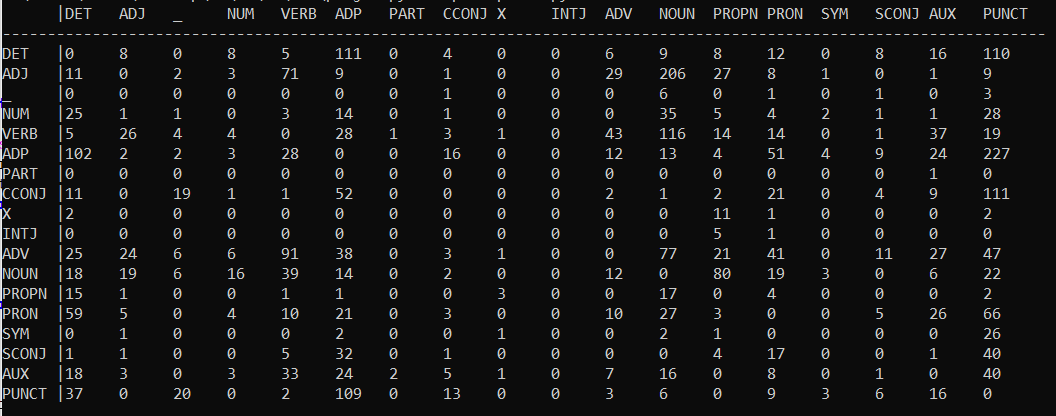 |DET ADJ _ NUM VERB ADP PART CCONJ X INTJ ADV NOUN PROPN PRON SYM SCONJ AUX PUNCT
DET |0 8 0 8 5 111 0 4 0 0 6 9 8 12 0 8 16 110
ADJ |11 0 2 3 71 9 0 1 0 0 29 206 27 8 1 0 1 9
_ |0 0 0 0 0 0 0 1 0 0 0 6 0 1 0 1 0 3
NUM |25 1 1 0 3 14 0 1 0 0 0 35 5 4 2 1 1 28
VERB |5 26 4 4 0 28 1 3 1 0 43 116 14 14 0 1 37 19
ADP |102 2 2 3 28 0 0 16 0 0 12 13 4 51 4 9 24 227
PART |0 0 0 0 0 0 0 0 0 0 0 0 0 0 0 0 1 0
CCONJ |11 0 19 1 1 52 0 0 0 0 2 1 2 21 0 4 9 111
X |2 0 0 0 0 0 0 0 0 0 0 0 11 1 0 0 0 2
INTJ |0 0 0 0 0 0 0 0 0 0 0 0 5 1 0 0 0 0
ADV |25 24 6 6 91 38 0 3 1 0 0 77 21 41 0 11 27 47
NOUN |18 19 6 16 39 14 0 2 0 0 12 0 80 19 3 0 6 22
PROPN |15 1 0 0 1 1 0 0 3 0 0 17 0 4 0 0 0 2
PRON |59 5 0 4 10 21 0 3 0 0 10 27 3 0 0 5 26 66
SYM |0 1 0 0 0 2 0 0 1 0 0 2 1 0 0 0 0 26
SCONJ |1 1 0 0 5 32 0 1 0 0 0 0 4 17 0 0 1 40
AUX |18 3 0 3 33 24 2 5 1 0 7 16 0 8 0 1 0 40
PUNCT |37 0 20 0 2 109 0 13 0 0 3 6 0 9 3 6 16 0